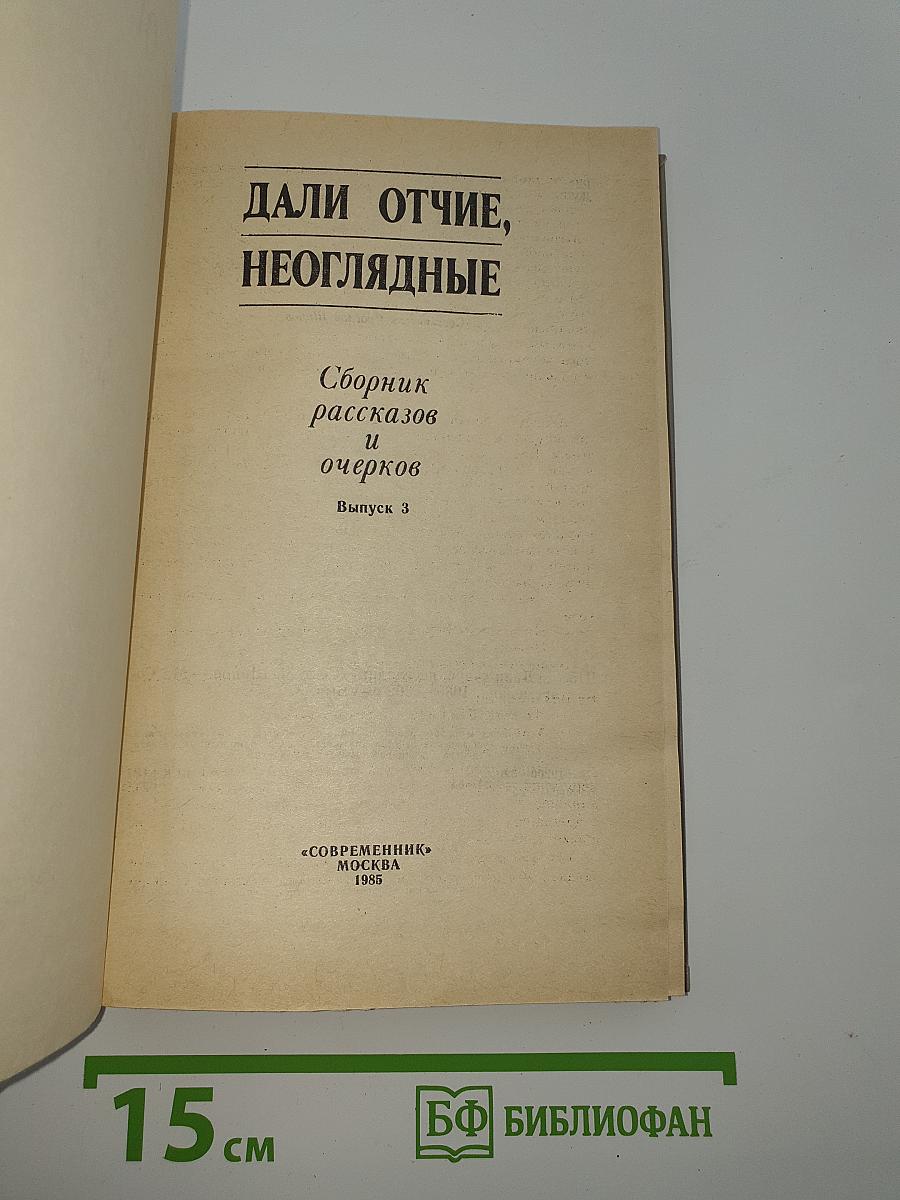 ДАЛИ ОТЧИЕ,
НЕОГЛЯДНЫЕ
Сборник
рассказов
и
очерков
Выпуск 3
«СОВРЕМЕННИК»
МОСКВА
1985
15 см
БФ БИБЛИОФАН